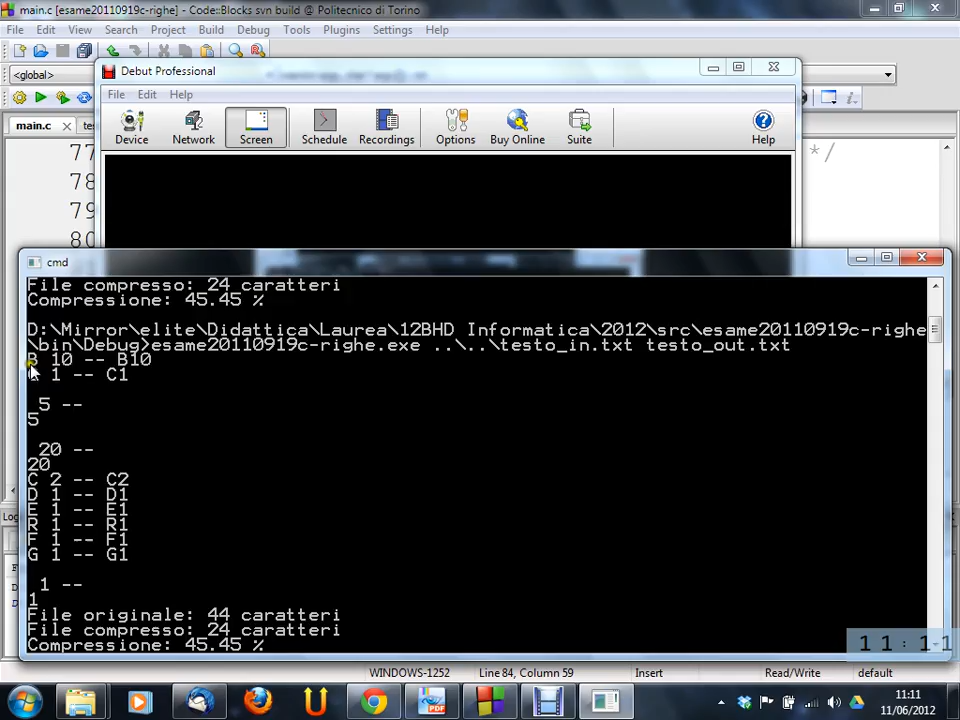 main.c [esame20110919c-righe] - Code::Blocks svn build @ Politecnico di Torino
File Edit View Search Project Build Debug Tools Plugins Settings Help
<global>
Debut Professional
File Edit Help
Device Network Screen Schedule Recordings Options Buy Online Suite Help
main.c
77 */
78
79
80
cmd
File compresso: 24 caratteri
Compressione: 45.45 %
D:\Mirror\elite\Didattica\Laurea\12BHD Informatica\2012\src\esame20110919c-righe
\bin\Debug>esame20110919c-righe.exe ..\..\testo_in.txt testo_out.txt
B 10 -- B10
C 1 -- C1
5 --
5
20 --
20
C 2 -- C2
D 1 -- D1
E 1 -- E1
R 1 -- R1
F 1 -- F1
G 1 -- G1
1 --
1
File originale: 44 caratteri
File compresso: 24 caratteri
Compressione: 45.45 %
WINDOWS-1252 Line 84, Column 59 Insert Read/Write default
11:11
11/06/2012